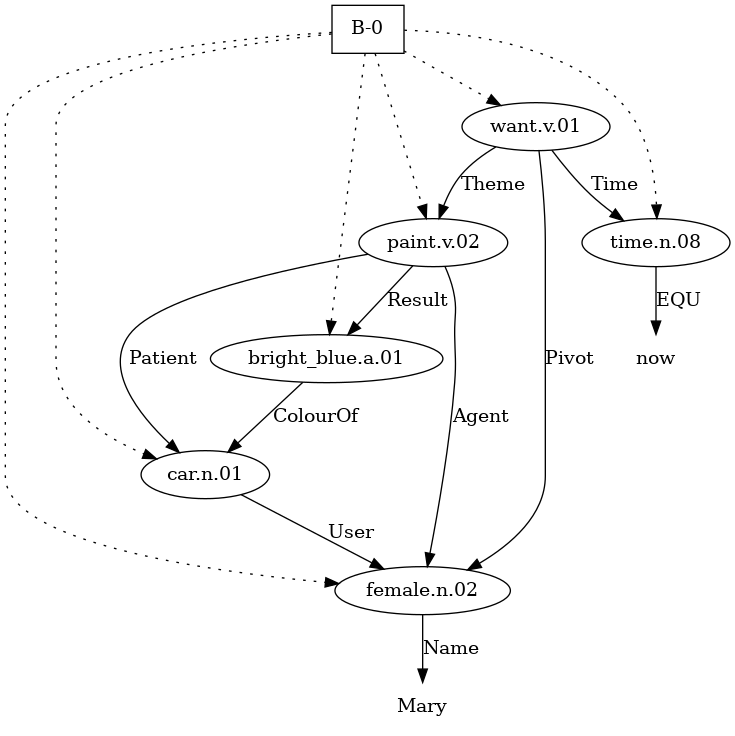 B-0
want.v.01
Theme
Time
paint.v.02
time.n.08
Result
EQU
Patient
bright_blue.a.01
Pivot
now
ColourOf
Agent
car.n.01
User
female.n.02
Name
Mary